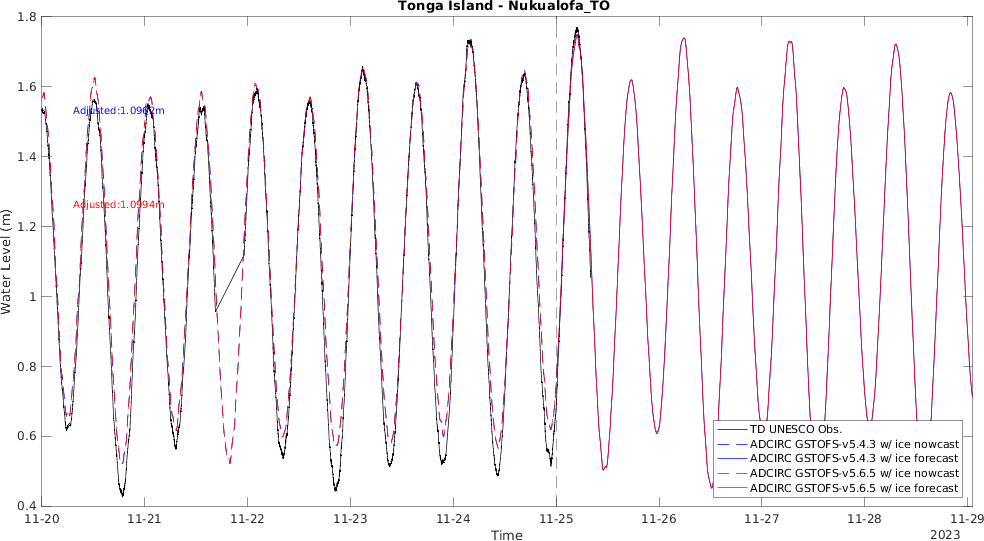 Tonga Island - Nukualofa_TO
1.8
1.6
1.4
1.2
1
0.8
0.6
0.4
Water Level (m)
Adjusted:1.0962m
Adjusted:1.0994m
TD UNESCO Obs.
ADCIRC GSTOFS-v5.4.3 w/ ice nowcast
ADCIRC GSTOFS-v5.4.3 w/ ice forecast
ADCIRC GSTOFS-v5.6.5 w/ ice nowcast
ADCIRC GSTOFS-v5.6.5 w/ ice forecast
11-20 11-21 11-22 11-23 11-24 11-25 11-26 11-27 11-28 11-29
Time
2023